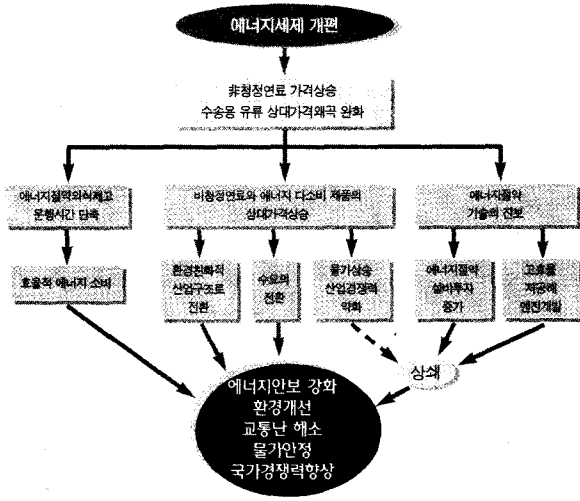 에너지세제 개편
非청정연료 가격상승
수송용 유류 상대가격왜곡 완화
에너지절약의식제고
운행시간 단축
비청정연료와 에너지 다소비 제품의
상대가격상승
에너지절약
기술의 진보
효율적 에너지 소비
환경친화적
산업구조로
전환
수요의
전환
물가상승
산업경쟁력
약화
에너지절약
설비투자
증가
고효율
저공해
엔진개발
상쇄
에너지안보 강화
환경개선
교통난 해소
물가안정
국가경쟁력향상